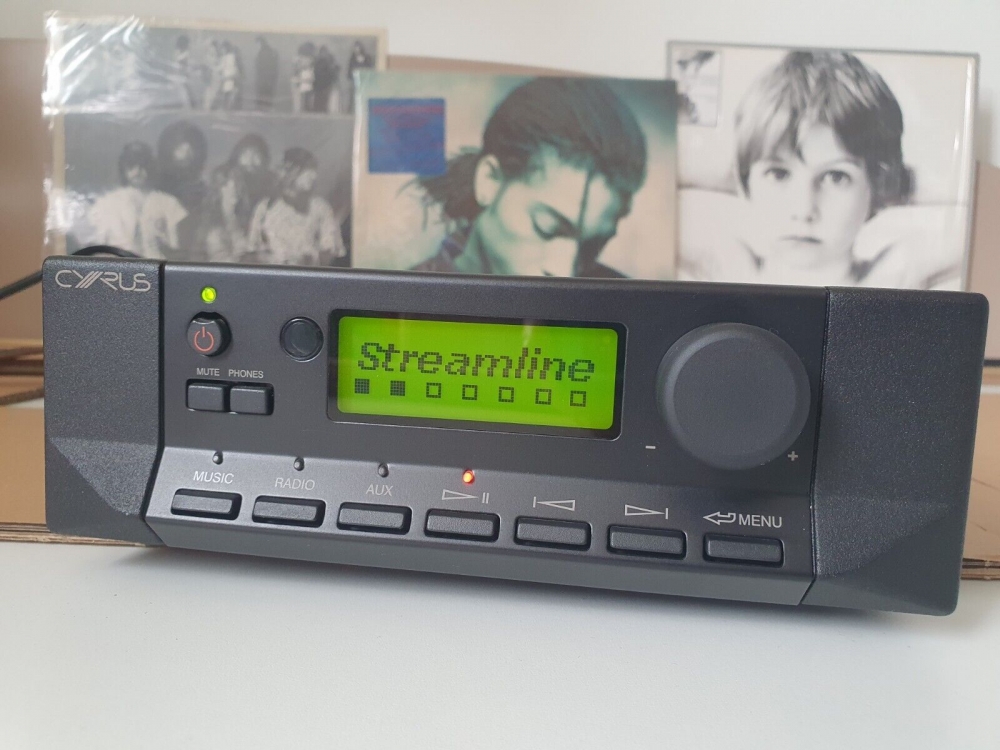 CYRUS
MUTE PHONES
Streamline
- +
MUSIC RADIO AUX MENU